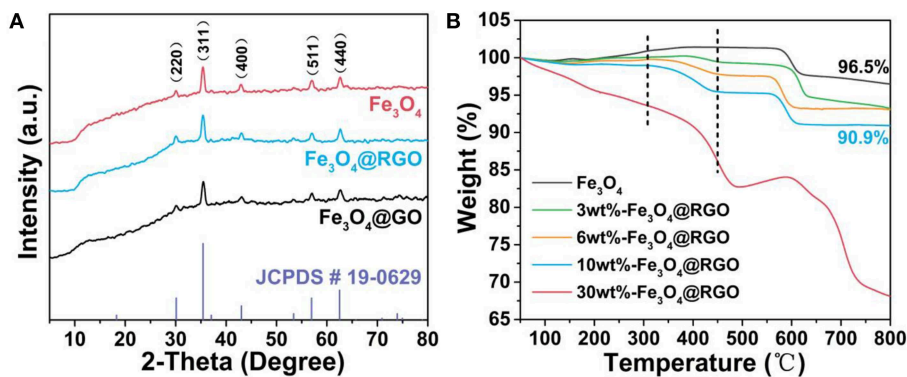 A
Intensity (a.u.)
(220)
(311)
(400)
(511)
(440)
Fe₃O₄
Fe₃O₄@RGO
Fe₃O₄@GO
JCPDS # 19-0629
10 20 30 40 50 60 70 80
2-Theta (Degree)
B
Weight (%)
105
100
95
90
85
80
75
70
65
96.5%
90.9%
Fe₃O₄
3wt%-Fe₃O₄@RGO
6wt%-Fe₃O₄@RGO
10wt%-Fe₃O₄@RGO
30wt%-Fe₃O₄@RGO
100 200 300 400 500 600 700 800
Temperature (℃)